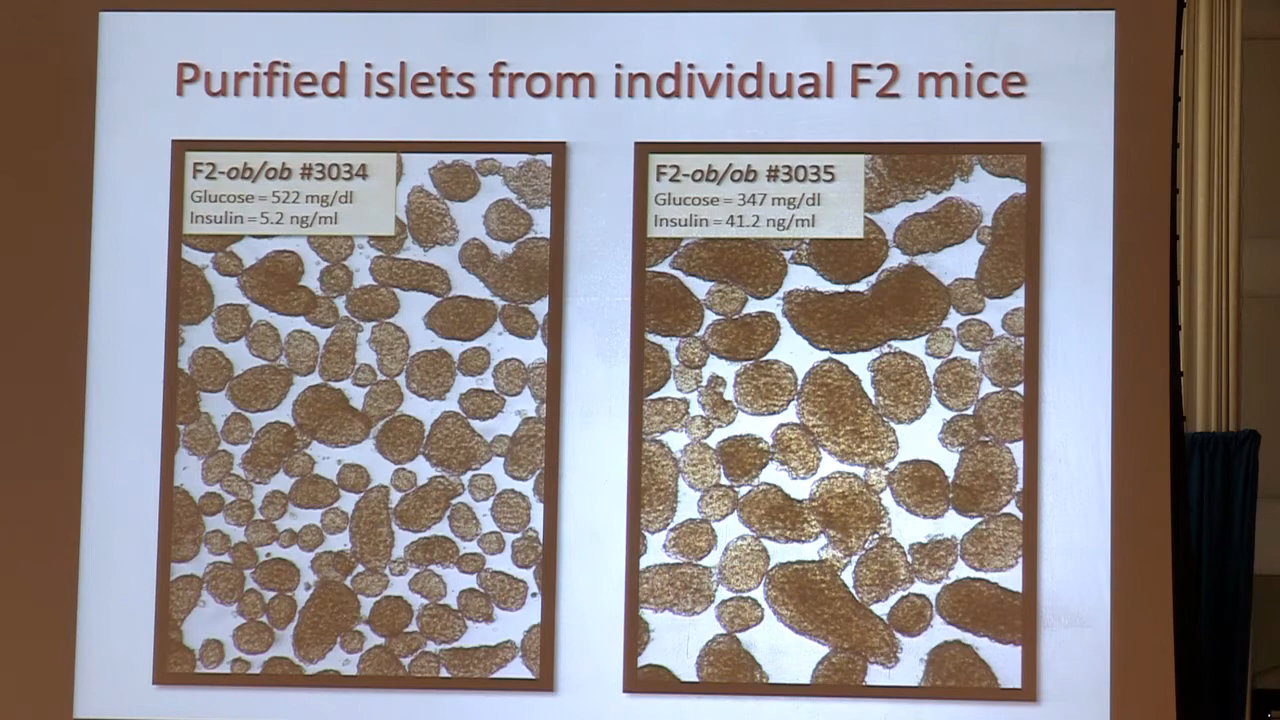 Purified islets from individual F2 mice
F2-ob/ob #3034
Glucose = 522 mg/dl
Insulin = 5.2 ng/ml
F2-ob/ob #3035
Glucose = 347 mg/dl
Insulin = 41.2 ng/ml